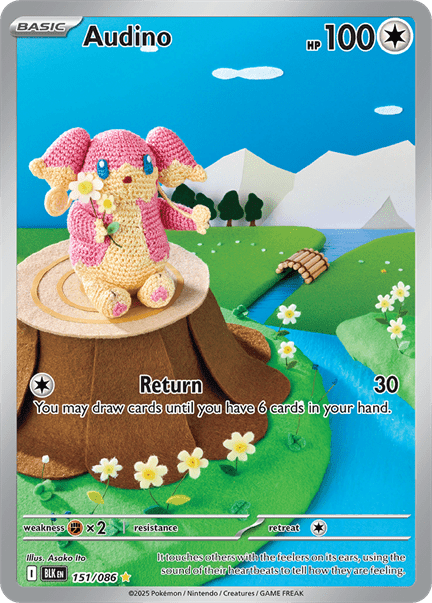 BASIC
Audino
HP 100
Return 30
You may draw cards until you have 6 cards in your hand.
weakness ×2 resistance retreat
Illus. Asako Ito
It touches others with the feelers on its ears, using the
sound of their heartbeats to tell how they are feeling.
I BLK EN 151/086
©2025 Pokémon / Nintendo / Creatures / GAME FREAK